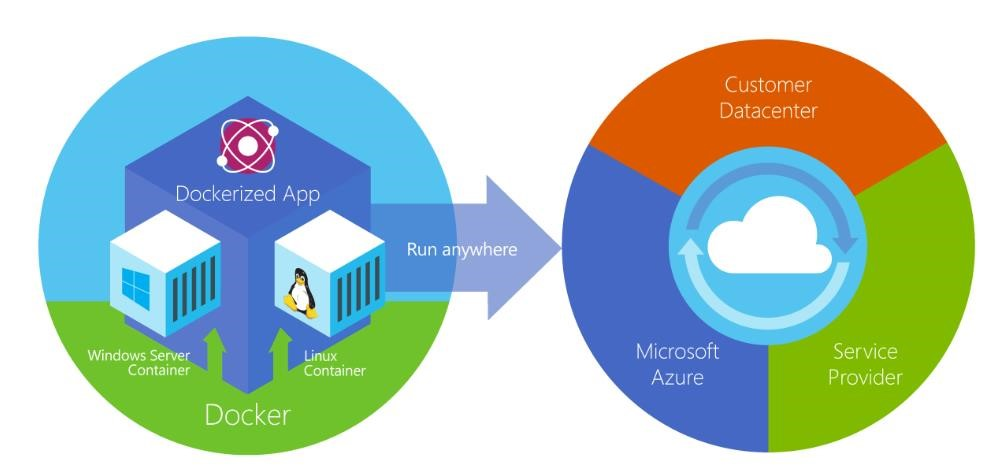 Dockerized App
Windows Server
Container
Linux
Container
Docker
Run anywhere
Customer
Datacenter
Microsoft
Azure
Service
Provider